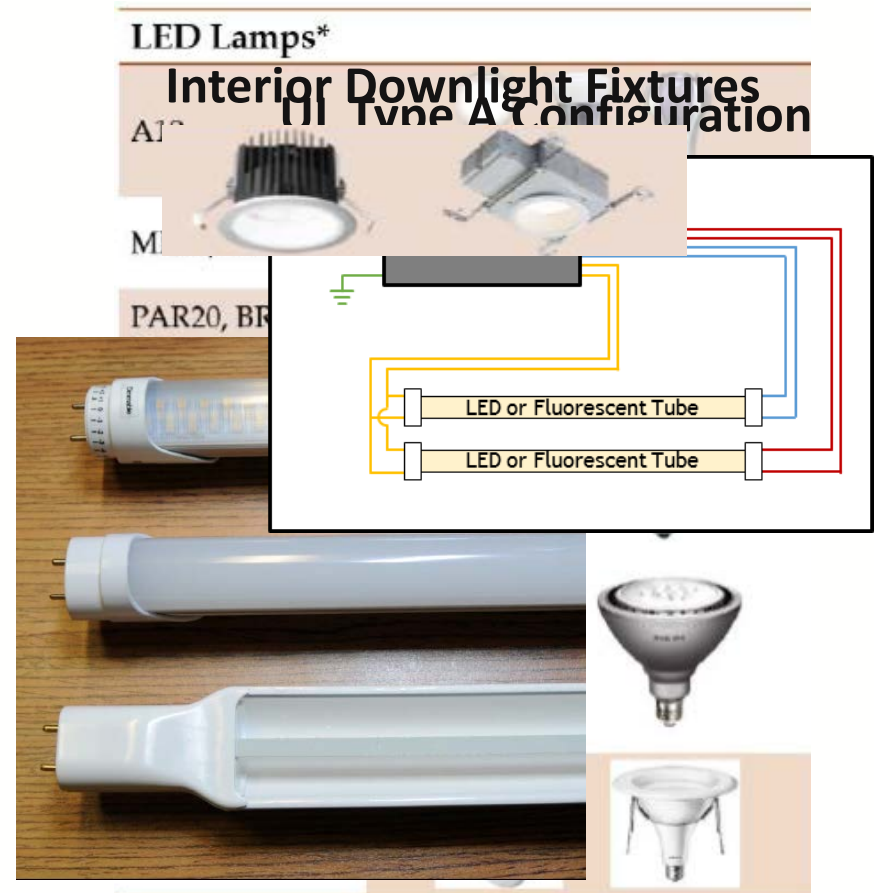 LED Lamps*
Interior Downlight Fixtures
UL Type A Configuration
PAR20, BR
LED or Fluorescent Tube
LED or Fluorescent Tube